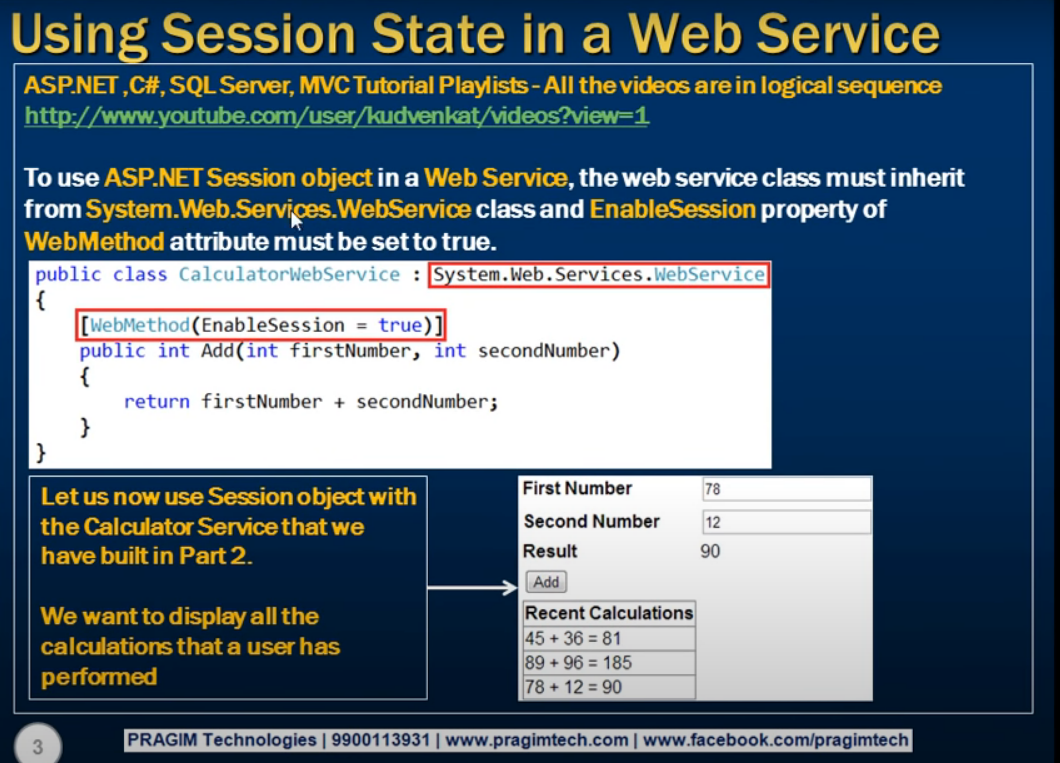 Using Session State in a Web Service
ASP.NET ,C#, SQL Server, MVC Tutorial Playlists - All the videos are in logical sequence
http://www.youtube.com/user/kudvenkat/videos?view=1
To use ASP.NET Session object in a Web Service, the web service class must inherit
from System.Web.Services.WebService class and EnableSession property of
WebMethod attribute must be set to true.
public class CalculatorWebService : System.Web.Services.WebService
{
[WebMethod(EnableSession = true)]
public int Add(int firstNumber, int secondNumber)
{
return firstNumber + secondNumber;
}
}
Let us now use Session object with
the Calculator Service that we
have built in Part 2.
We want to display all the
calculations that a user has
performed
First Number 78
Second Number 12
Result 90
Add
Recent Calculations
45 + 36 = 81
89 + 96 = 185
78 + 12 = 90
3
PRAGIM Technologies | 9900113931 | www.pragimtech.com | www.facebook.com/pragimtech